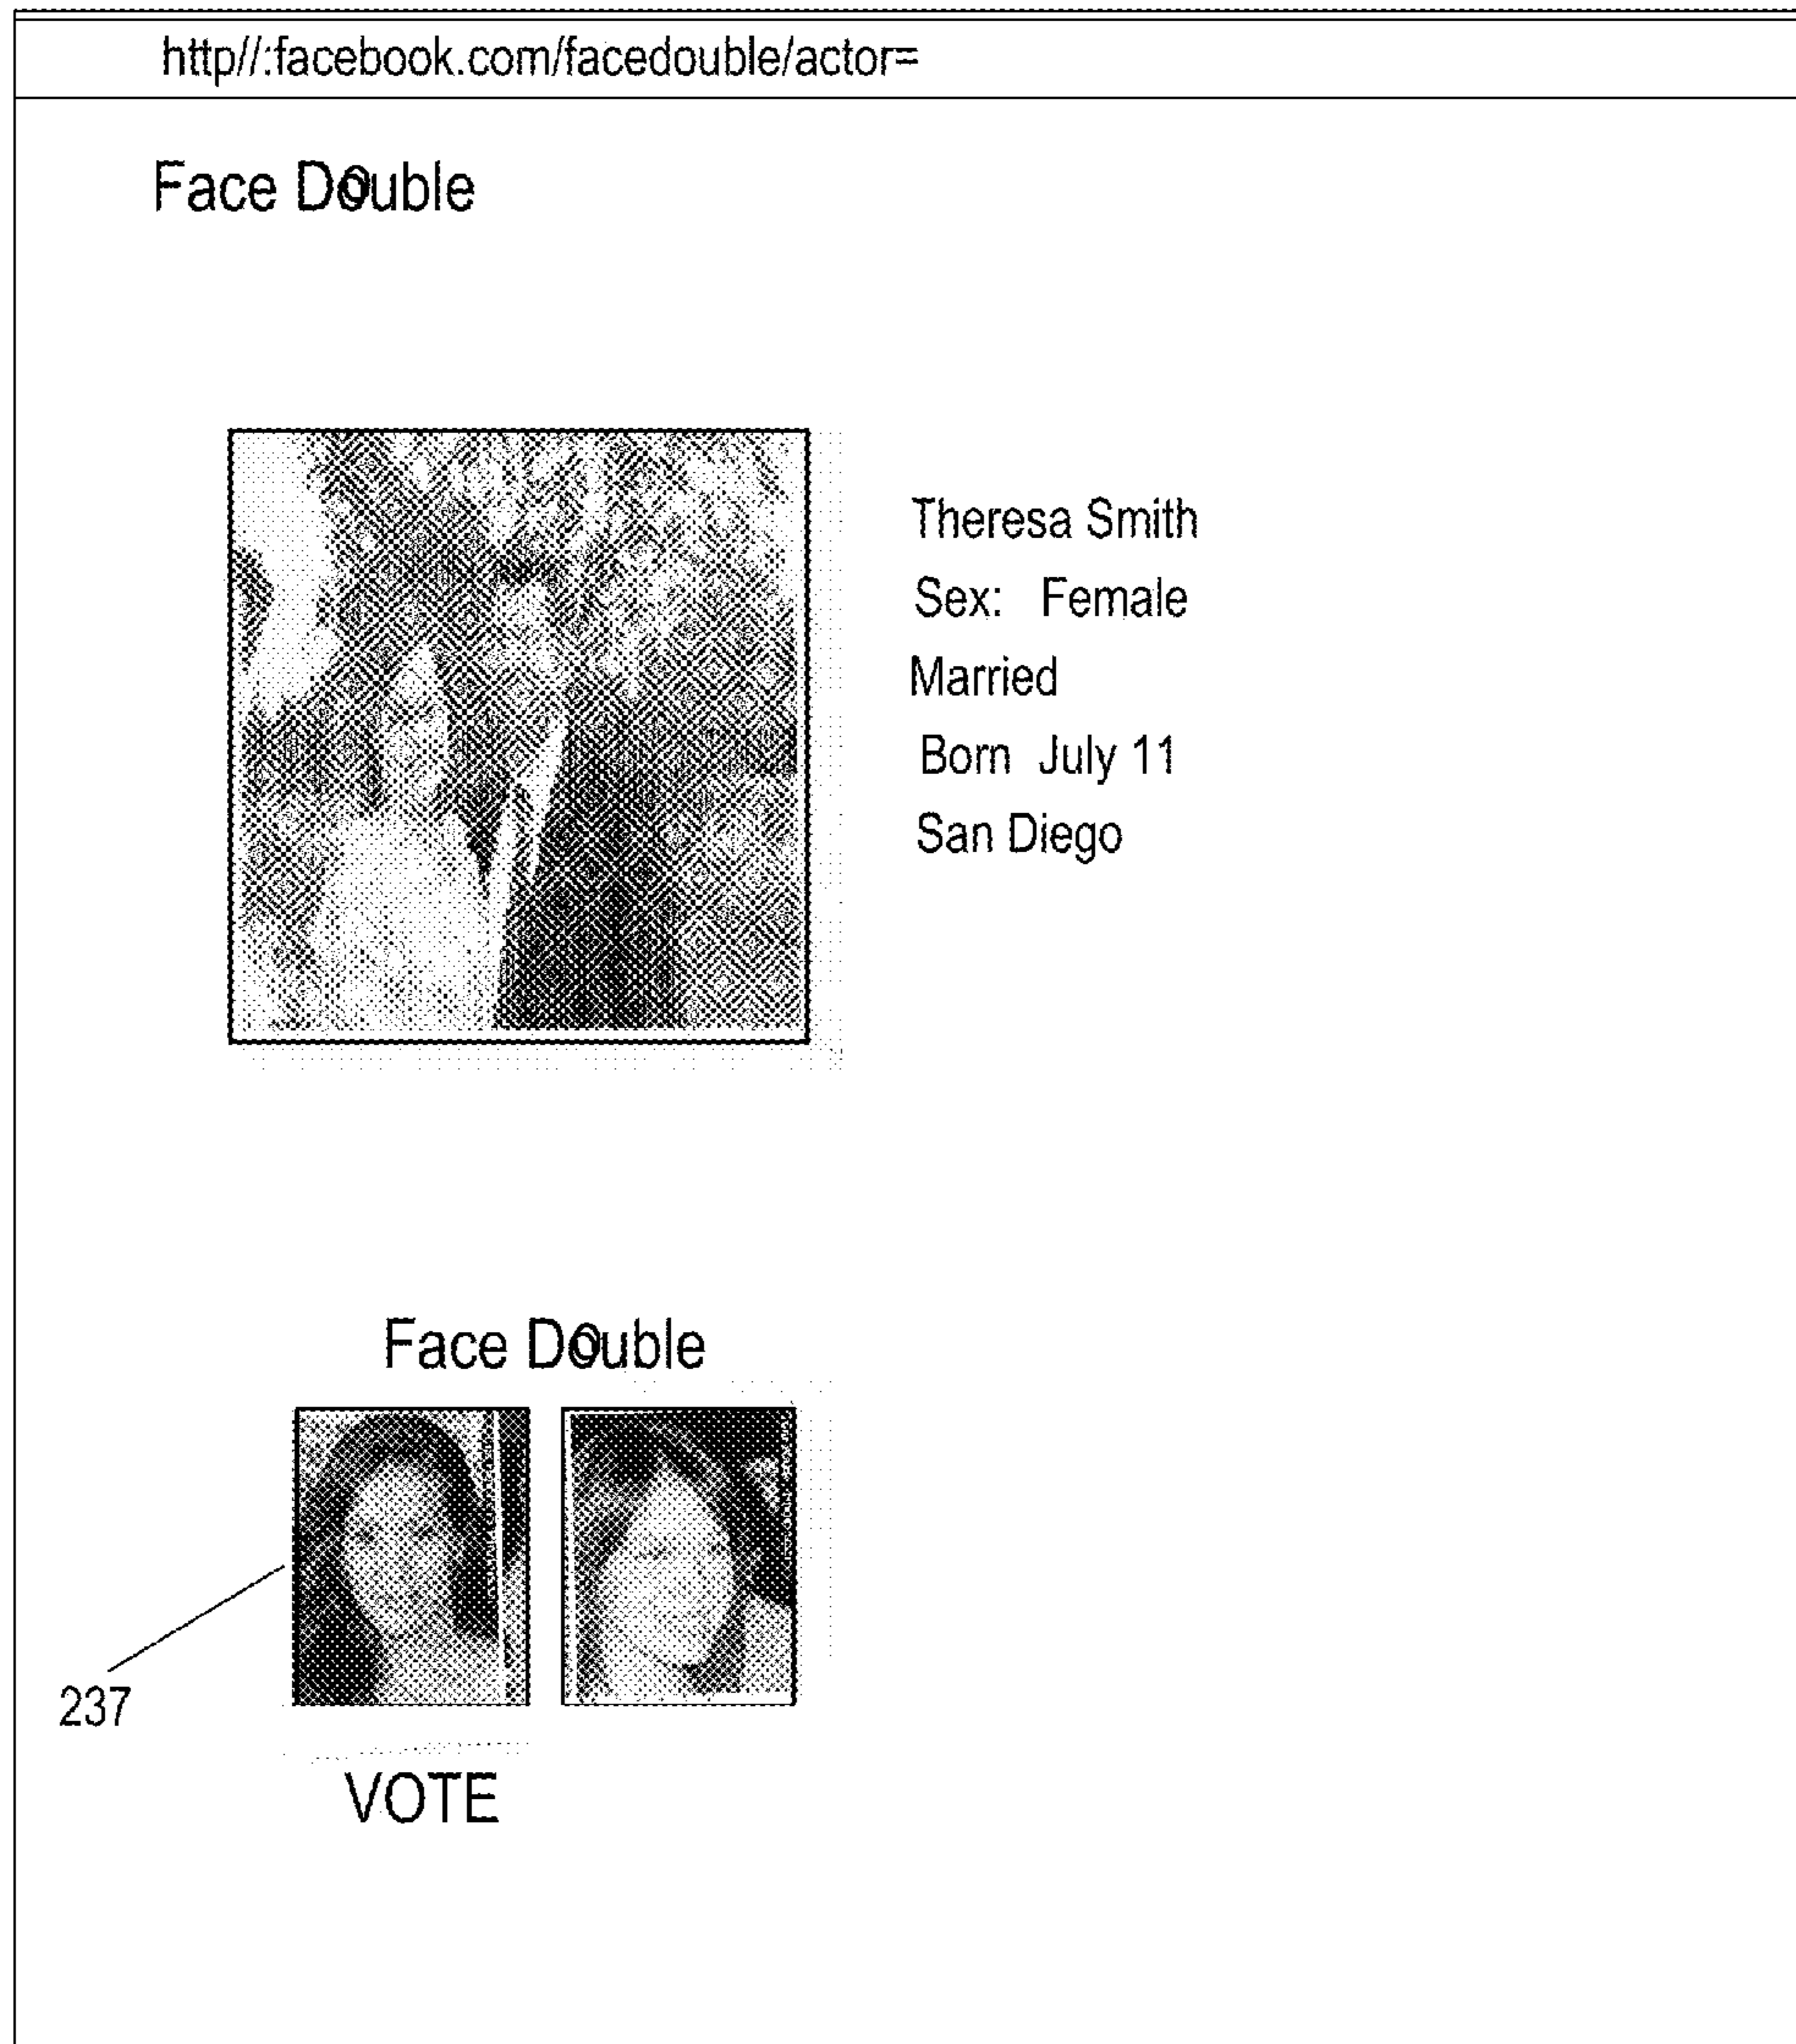 http//:facebook.com/facedouble/actor=
Face Double
Theresa Smith
Sex: Female
Married
Born July 11
San Diego
Face Double
237
VOTE